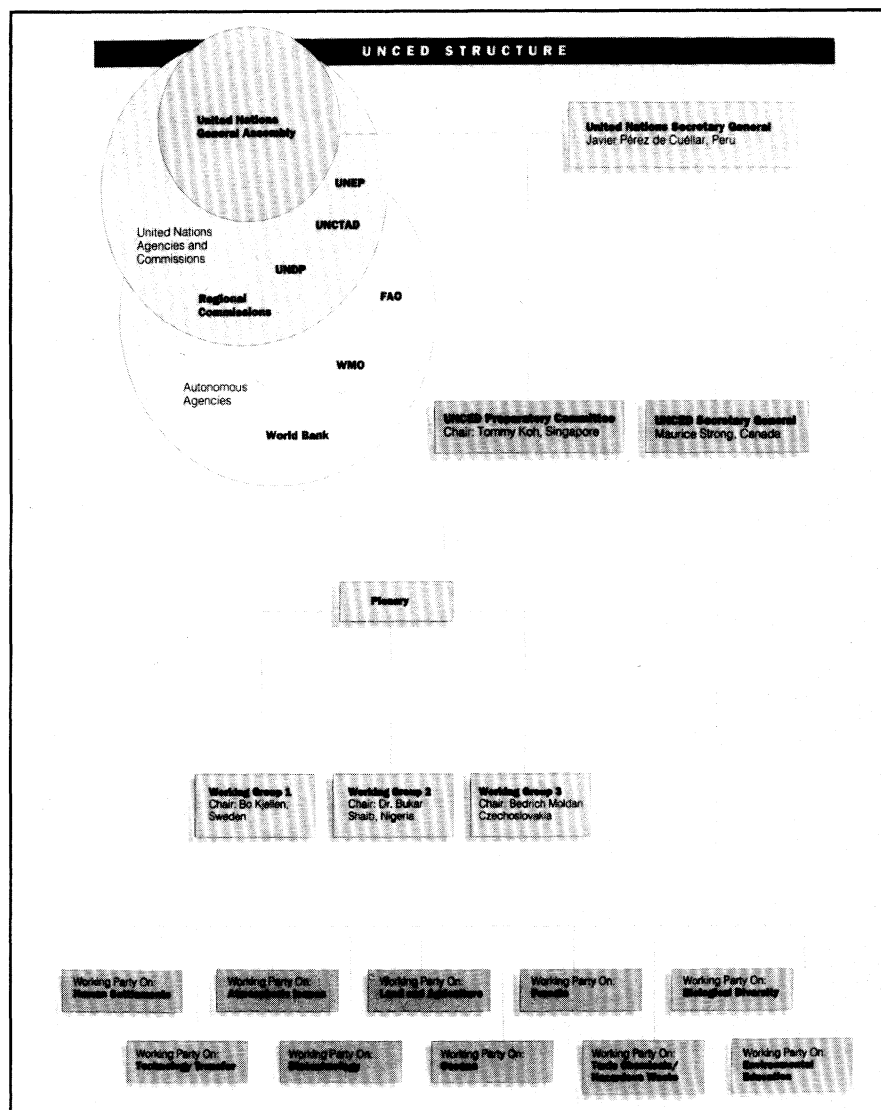 UNCED STRUCTURE
United Nations
General Assembly
United Nations Secretary General
Javier Pérez de Cuéllar, Peru
UNEP
UNCTAD
United Nations
Agencies and
Commissions
UNDP
Regional
Commissions
FAO
WMO
Autonomous
Agencies
World Bank
UNCED Preparatory Committee
Chair: Tommy Koh, Singapore
UNCED Secretary General
Maurice Strong, Canada
Plenary
Working Group 1
Chair: Bo Kjellen,
Sweden
Working Group 2
Chair: Dr. Bukar
Shaib, Nigeria
Working Group 3
Chair: Bedrich Moldan
Czechoslovakia
Working Party On:
Human Settlements
Working Party On:
Working Party On:
Land and Agriculture
Working Party On:
Working Party On:
Biological Diversity
Working Party On:
Technology Transfer
Working Party On:
Biotechnology
Working Party On:
Working Party On:
Toxic Chemicals/
Hazardous Waste
Working Party On:
Environmental
Education